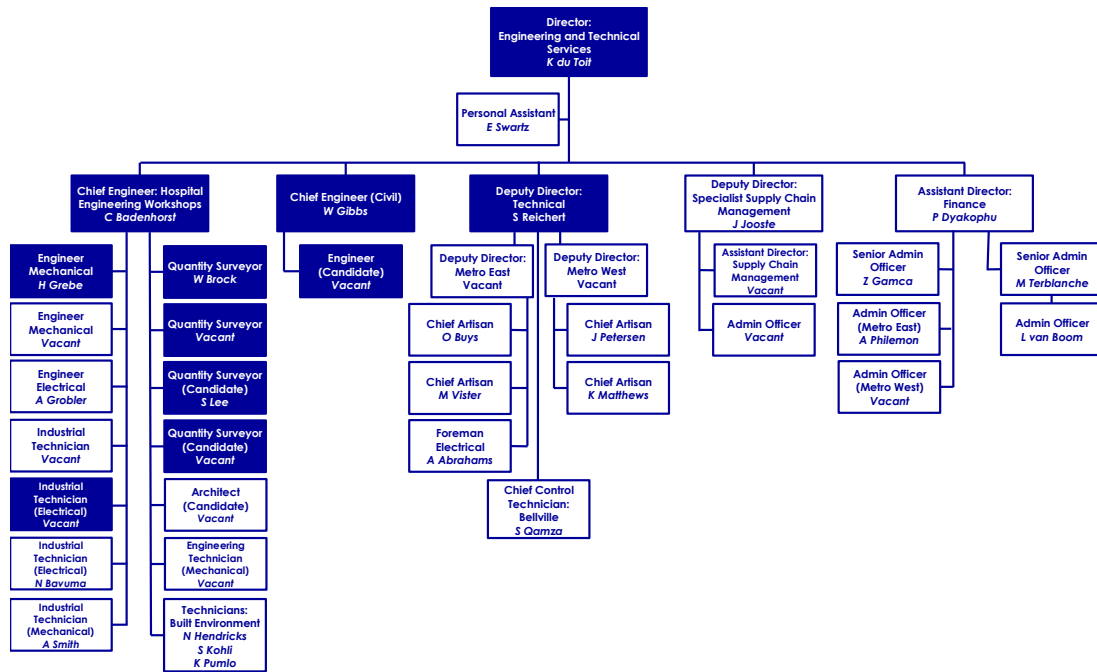 Director:
Engineering and Technical
Services
K du Toit
Personal Assistant
E Swartz
Chief Engineer: Hospital
Engineering Workshops
C Badenhorst
Chief Engineer (Civil)
W Gibbs
Deputy Director:
Technical
S Reichert
Deputy Director:
Specialist Supply Chain
Management
J Jooste
Assistant Director:
Finance
P Dyakophu
Engineer
Mechanical
H Grebe
Engineer
Mechanical
Vacant
Engineer
Electrical
A Grobler
Industrial
Technician
Vacant
Industrial
Technician
(Electrical)
Vacant
Industrial
Technician
(Electrical)
N Bavuma
Industrial
Technician
(Mechanical)
A Smith
Quantity Surveyor
W Brock
Quantity Surveyor
Vacant
Quantity Surveyor
(Candidate)
S Lee
Quantity Surveyor
(Candidate)
Vacant
Architect
(Candidate)
Vacant
Engineering
Technician
(Mechanical)
Vacant
Technicians:
Built Environment
N Hendricks
S Kohli
K Pumlo
Engineer
(Candidate)
Vacant
Deputy Director:
Metro East
Vacant
Chief Artisan
O Buys
Chief Artisan
M Vister
Foreman
Electrical
A Abrahams
Deputy Director:
Metro West
Vacant
Chief Artisan
J Petersen
Chief Artisan
K Matthews
Chief Control
Technician:
Bellville
S Qamza
Assistant Director:
Supply Chain
Management
Vacant
Admin Officer
Vacant
Senior Admin
Officer
Z Gamca
Admin Officer
(Metro East)
A Philemon
Admin Officer
(Metro West)
Vacant
Senior Admin
Officer
M Terblanche
Admin Officer
L van Boom